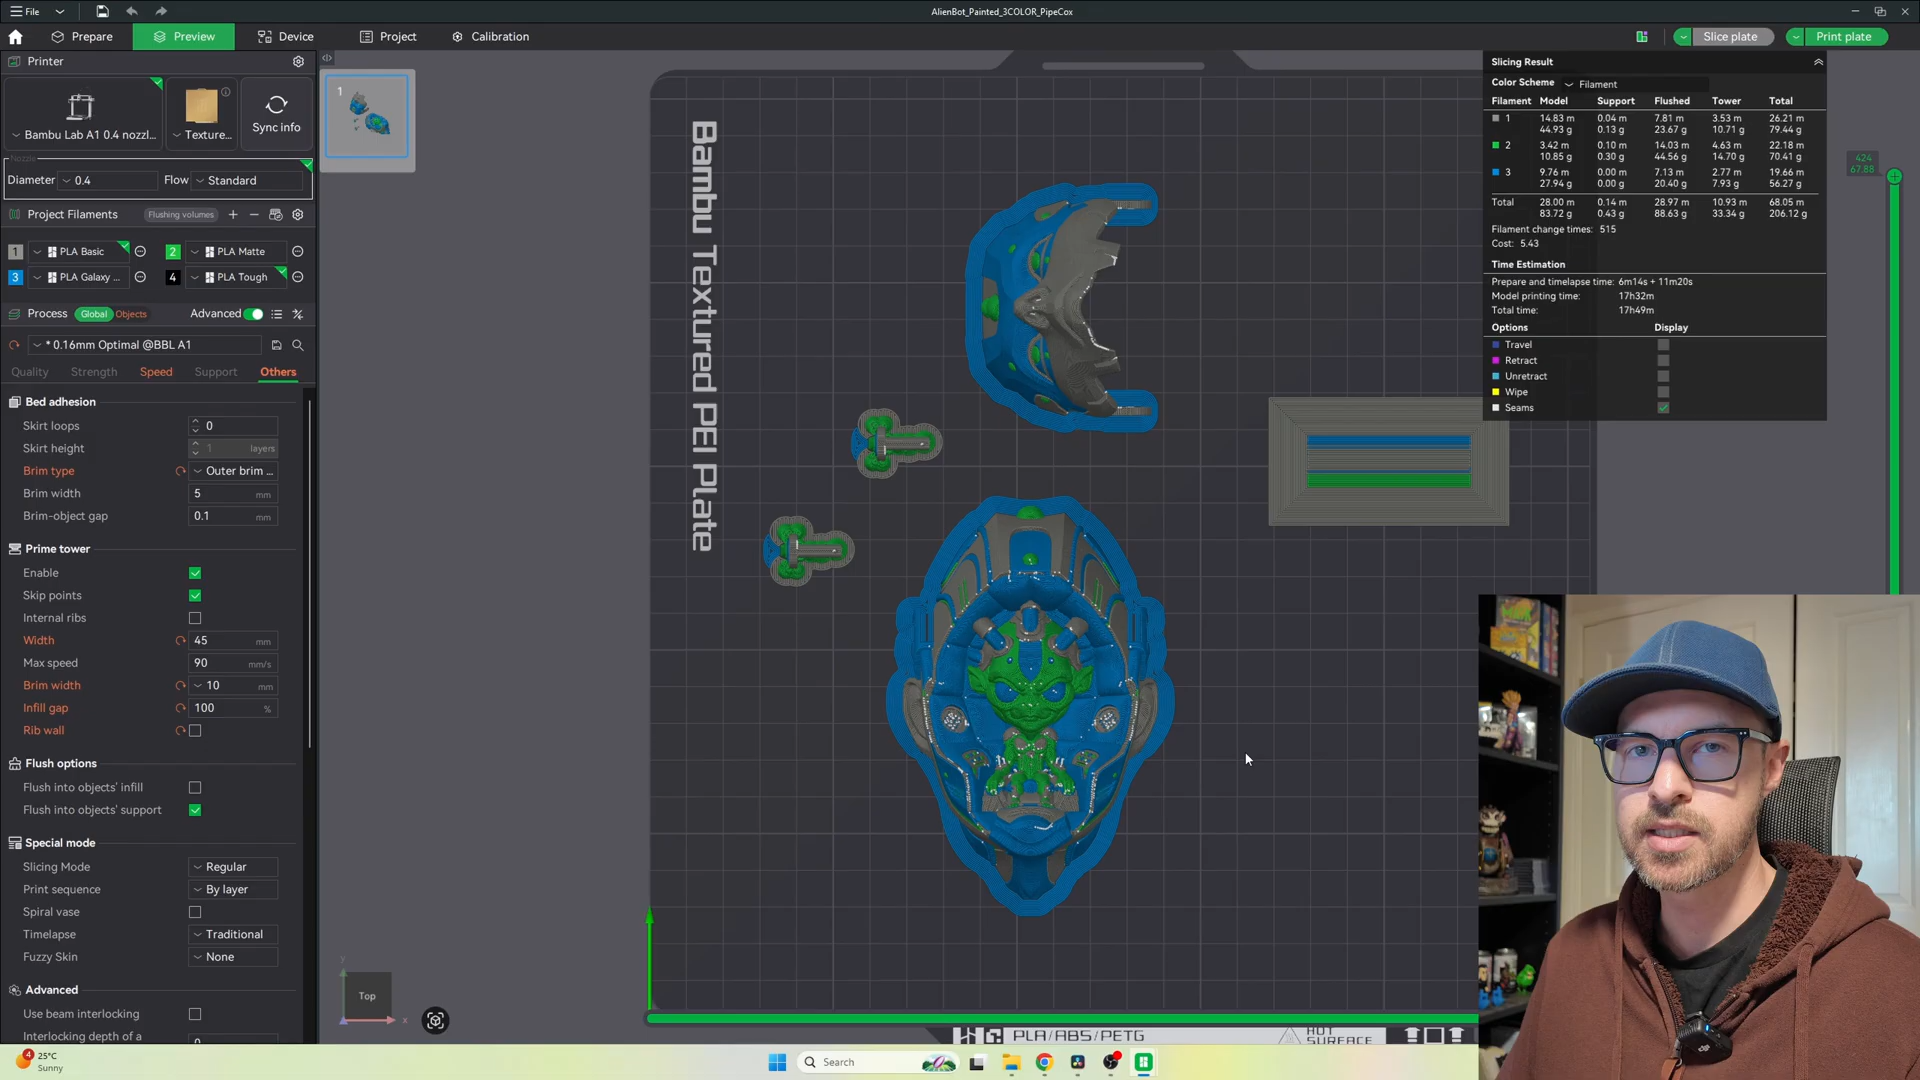 File
AlienBot_Painted_3COLOR_PipeCox
Prepare
Preview
Device
Project
Calibration
Slice plate
Print plate
Printer
Bambu Lab A1 0.4 nozzl...
Texture...
Sync info
Nozzle
Diameter 0.4 Flow Standard
Project Filaments Flushing volumes
1 PLA Basic 2 PLA Matte
3 PLA Galaxy ... 4 PLA Tough
Process Global Objects Advanced
* 0.16mm Optimal @BBL A1
Quality Strength Speed Support Others
Bed adhesion
Skirt loops 0
Skirt height 1 layers
Brim type Outer brim ...
Brim width 5 mm
Brim-object gap 0.1 mm
Prime tower
Enable
Skip points
Internal ribs
Width 45 mm
Max speed 90 mm/s
Brim width 10 mm
Infill gap 100 %
Rib wall
Flush options
Flush into objects' infill
Flush into objects' support
Special mode
Slicing Mode Regular
Print sequence By layer
Spiral vase
Timelapse Traditional
Fuzzy Skin None
Advanced
Use beam interlocking
Interlocking depth of a
1
Bambu Textured PEI Plate
Top
y
x
PLA/ABS/PETG
HOT
SURFACE
Slicing Result
Color Scheme Filament
Filament Model Support Flushed Tower Total
1 14.83 m 0.04 m 7.81 m 3.53 m 26.21 m
44.93 g 0.13 g 23.67 g 10.71 g 79.44 g
2 3.42 m 0.10 m 14.03 m 4.63 m 22.18 m
10.85 g 0.30 g 44.56 g 14.70 g 70.41 g
3 9.76 m 0.00 m 7.13 m 2.77 m 19.66 m
27.94 g 0.00 g 20.40 g 7.93 g 56.27 g
Total 28.00 m 0.14 m 28.97 m 10.93 m 68.05 m
83.72 g 0.43 g 88.63 g 33.34 g 206.12 g
Filament change times: 515
Cost: 5.43
Time Estimation
Prepare and timelapse time: 6m14s + 11m20s
Model printing time: 17h32m
Total time: 17h49m
Options Display
Travel
Retract
Unretract
Wipe
Seams
424
67.88
4
25°C
Sunny
Search